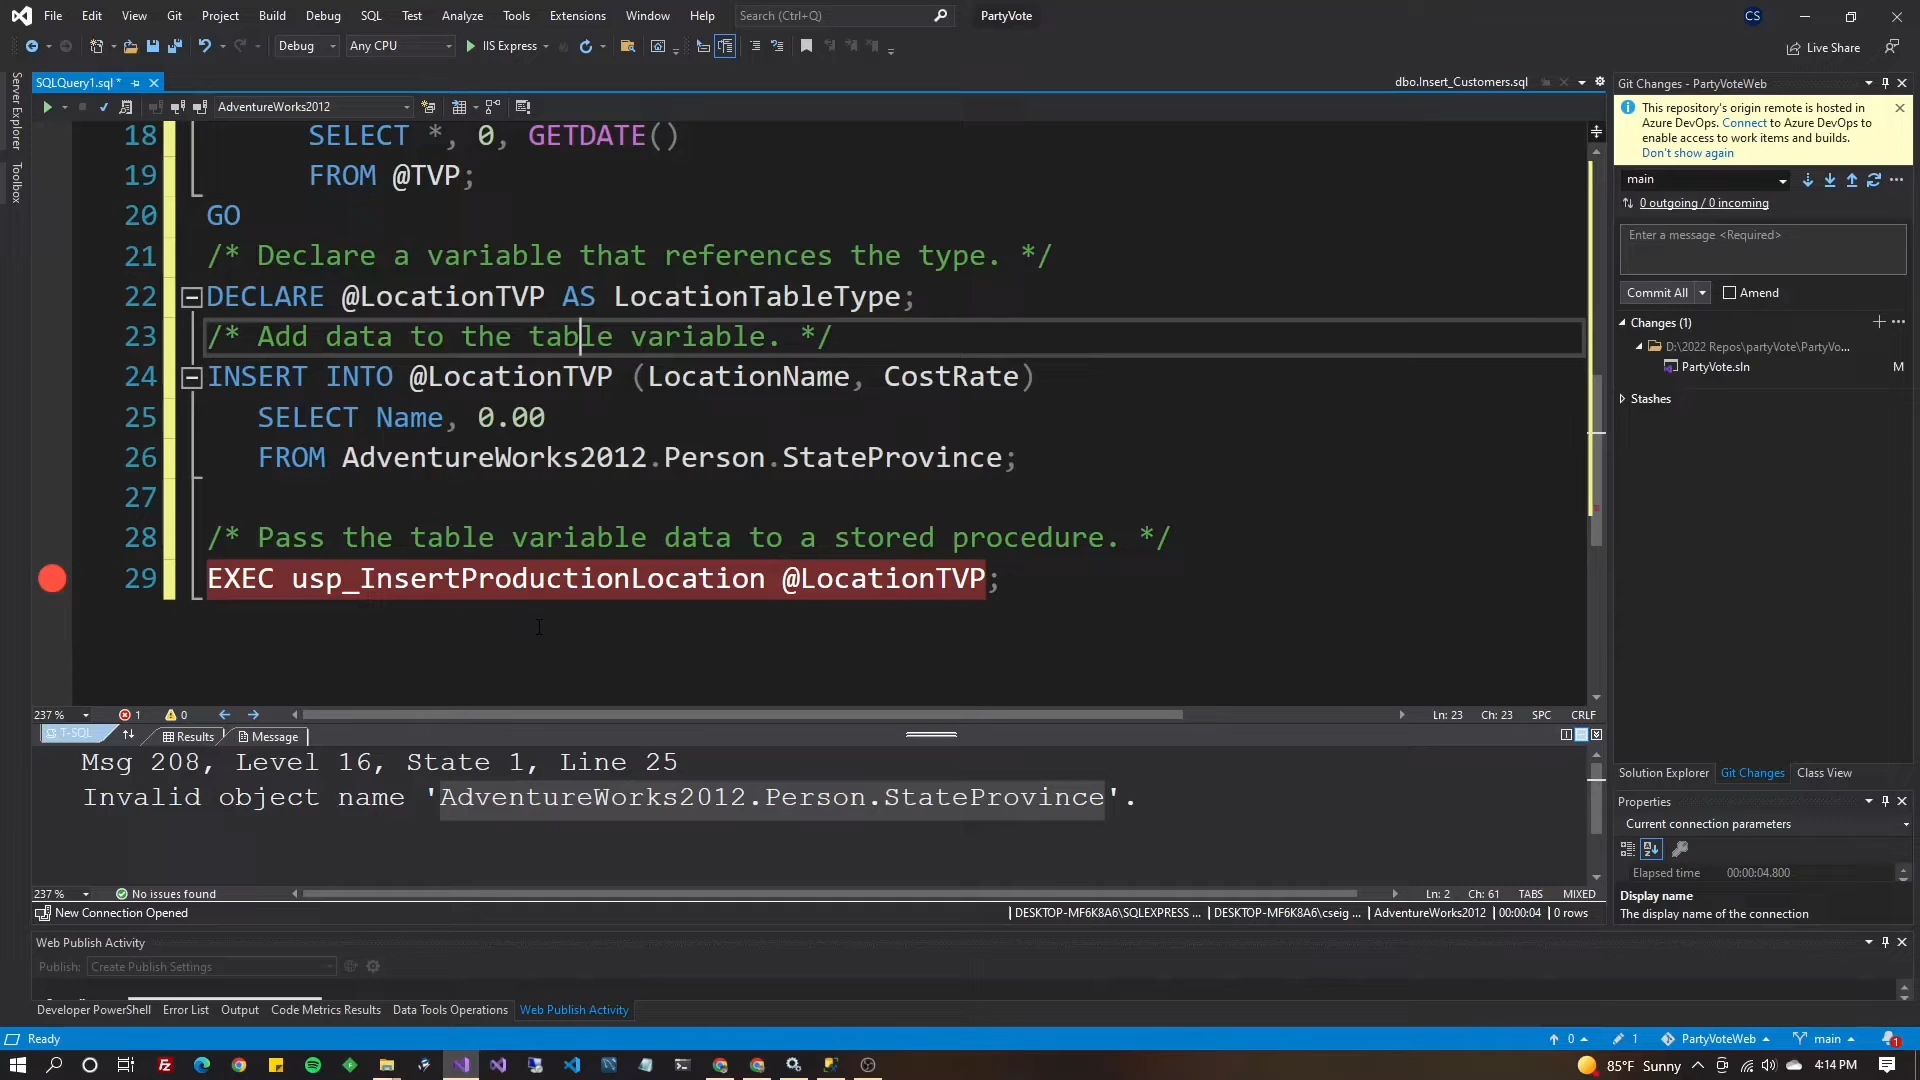 File Edit View Git Project Build Debug SQL Test Analyze Tools Extensions Window Help Search (Ctrl+Q) PartyVote CS
Debug Any CPU IIS Express Live Share
SQLQuery1.sql* dbo.Insert_Customers.sql
AdventureWorks2012
Server Explorer
Toolbox
18 SELECT *, 0, GETDATE()
19 FROM @TVP;
20 GO
21 /* Declare a variable that references the type. */
22 DECLARE @LocationTVP AS LocationTableType;
23 /* Add data to the table variable. */
24 INSERT INTO @LocationTVP (LocationName, CostRate)
25 SELECT Name, 0.00
26 FROM AdventureWorks2012.Person.StateProvince;
27
28 /* Pass the table variable data to a stored procedure. */
29 EXEC usp_InsertProductionLocation @LocationTVP;
237 % 1 0 Ln: 23 Ch: 23 SPC CRLF
T-SQL Results Message
Msg 208, Level 16, State 1, Line 25
Invalid object name 'AdventureWorks2012.Person.StateProvince'.
237 % No issues found Ln: 2 Ch: 61 TABS MIXED
New Connection Opened DESKTOP-MF6K8A6\SQLEXPRESS ... DESKTOP-MF6K8A6\cseig ... AdventureWorks2012 00:00:04 0 rows
Web Publish Activity
Publish: Create Publish Settings
Developer PowerShell Error List Output Code Metrics Results Data Tools Operations Web Publish Activity
Git Changes - PartyVoteWeb
This repository's origin remote is hosted in
Azure DevOps. Connect to Azure DevOps to
enable access to work items and builds.
Don't show again
main
0 outgoing / 0 incoming
Enter a message <Required>
Commit All Amend
Changes (1)
D:\2022 Repos\partyVote\PartyVo...
PartyVote.sln M
Stashes
Solution Explorer Git Changes Class View
Properties
Current connection parameters
Elapsed time 00:00:04.800
Display name
The display name of the connection
Ready 0 1 PartyVoteWeb main 1
85°F Sunny 4:14 PM